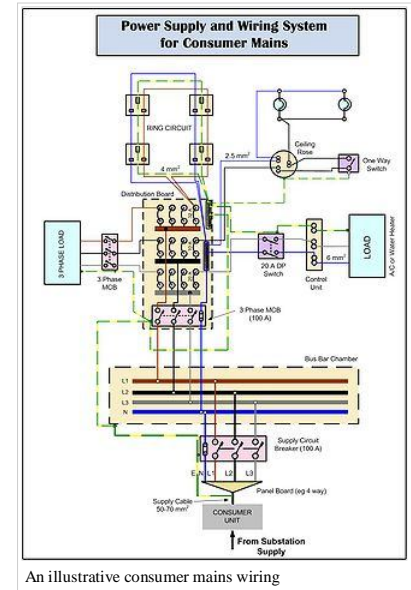 Power Supply and Wiring System
for Consumer Mains
RING CIRCUIT
4 mm²
2.5 mm²
Ceiling
Rose
One Way
Switch
Distribution Board
3 PHASE LOAD
3 Phase
MCB
20 A DP
Switch
Control
Unit
6 mm²
LOAD
A/C or Water Heater
3 Phase MCB
(100 A)
Bus Bar Chamber
L1
L2
L3
N
Supply Circuit
Breaker (100 A)
E N L1 L2 L3
Panel Board (eg 4 way)
Supply Cable
50-70 mm²
CONSUMER
UNIT
From Substation
Supply
An illustrative consumer mains wiring